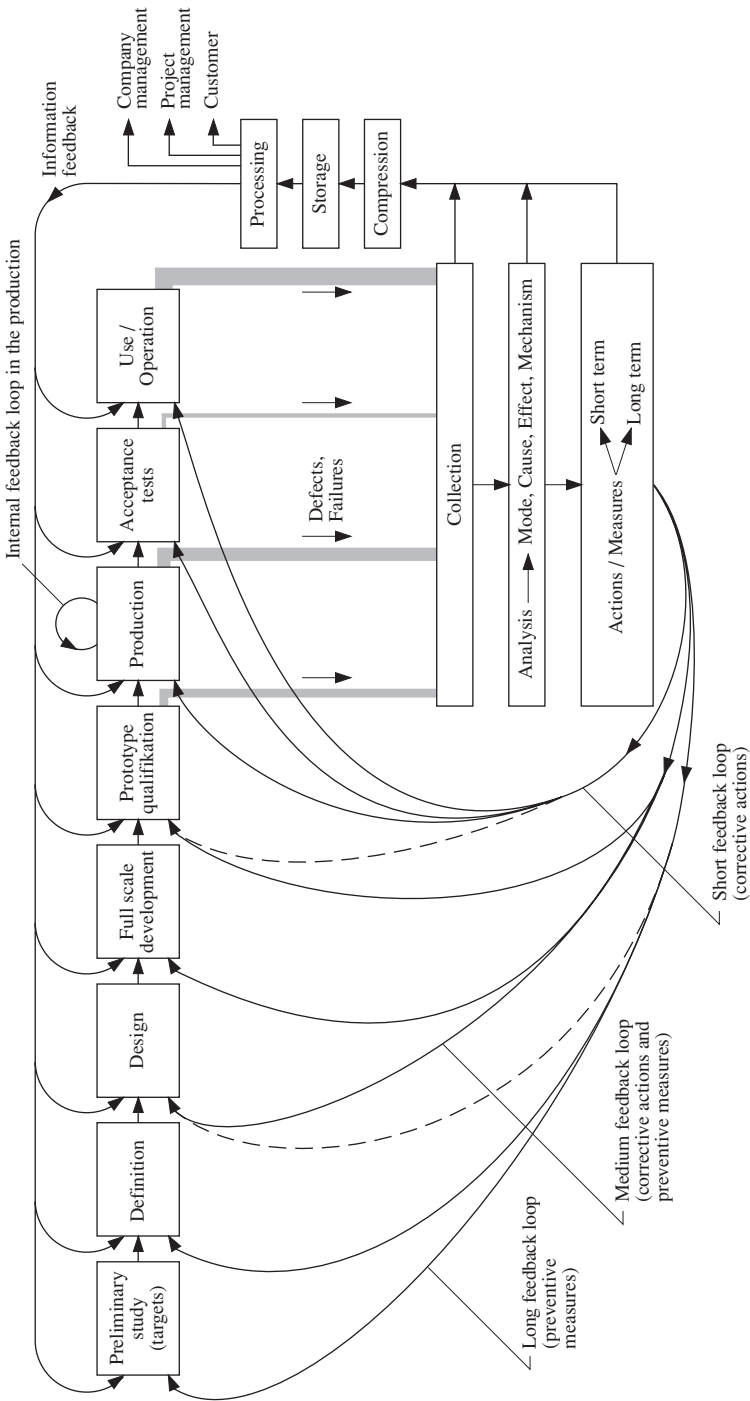 Internal feedback loop in the production
Information
feedback
Company
management
Project
management
Customer
Preliminary
study
(targets)
Definition
Design
Full scale
development
Prototype
qualifikation
Production
Acceptance
tests
Use /
Operation
Processing
Storage
Compression
Defects,
Failures
Collection
Analysis
Mode, Cause, Effect, Mechanism
Actions / Measures
Short term
Long term
Long feedback loop
(preventive
measures)
Medium feedback loop
(corrective actions and
preventive measures)
Short feedback loop
(corrective actions)